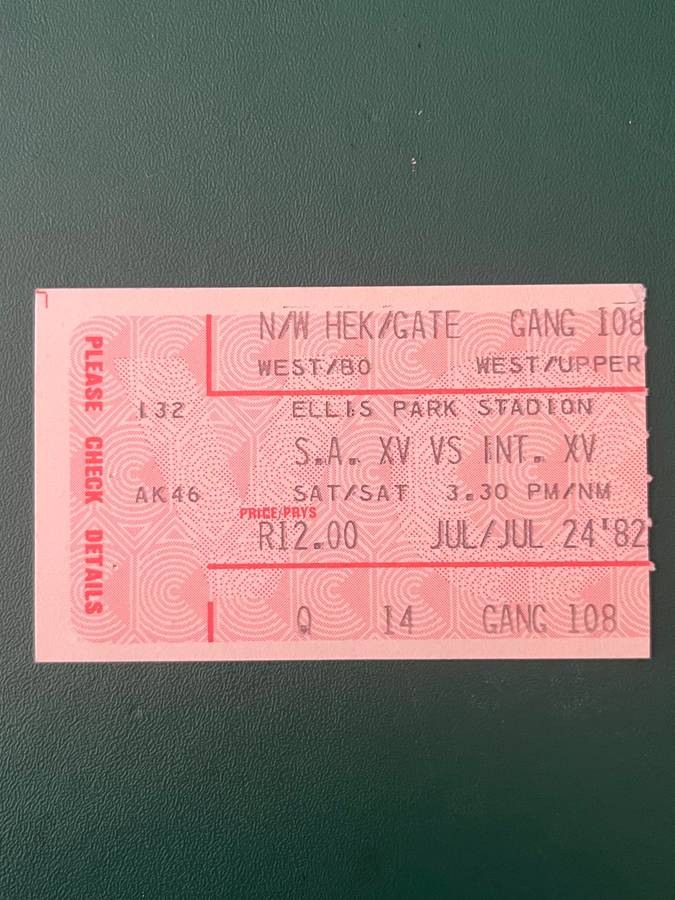 N/W HEK/GATE GANG 108
WEST/BO WEST/UPPER
132 ELLIS PARK STADION
S.A. XV VS INT. XV
AK46 SAT/SAT 3.30 PM/NM
PRICE/PRYS
R12.00 JUL/JUL 24'82
Q 14 GANG 108
PLEASE CHECK DETAILS